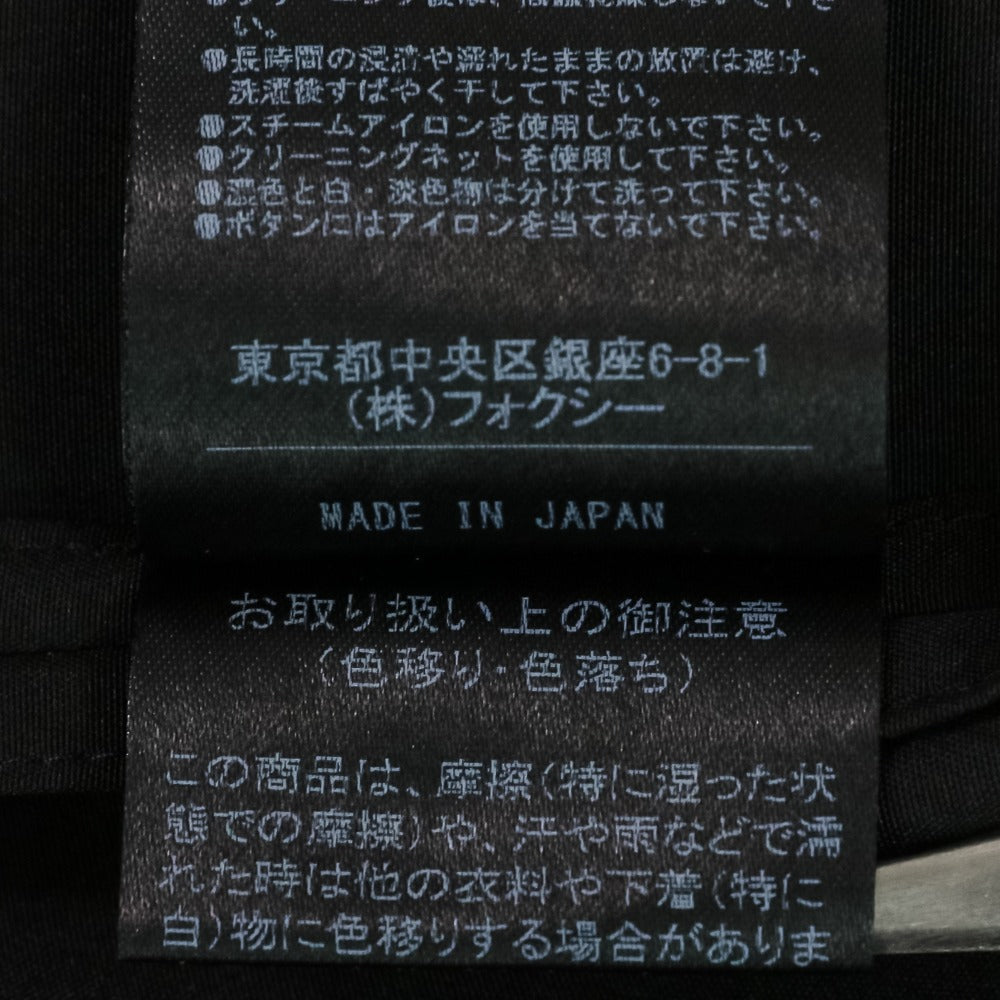 い。
●長時間の浸漬や濡れたままの放置は避け、
洗濯後すばやく干して下さい。
●スチームアイロンを使用しないで下さい。
●クリーニングネットを使用して下さい。
●濃色と白・淡色物は分けて洗って下さい。
●ボタンにはアイロンを当てないで下さい。
東京都中央区銀座6-8-1
(株)フォクシー
MADE IN JAPAN
お取り扱い上の御注意
(色移り・色落ち)
この商品は、摩擦(特に湿った状
態での摩擦)や、汗や雨などで濡
れた時は他の衣料や下着(特に
白)物に色移りする場合がありま